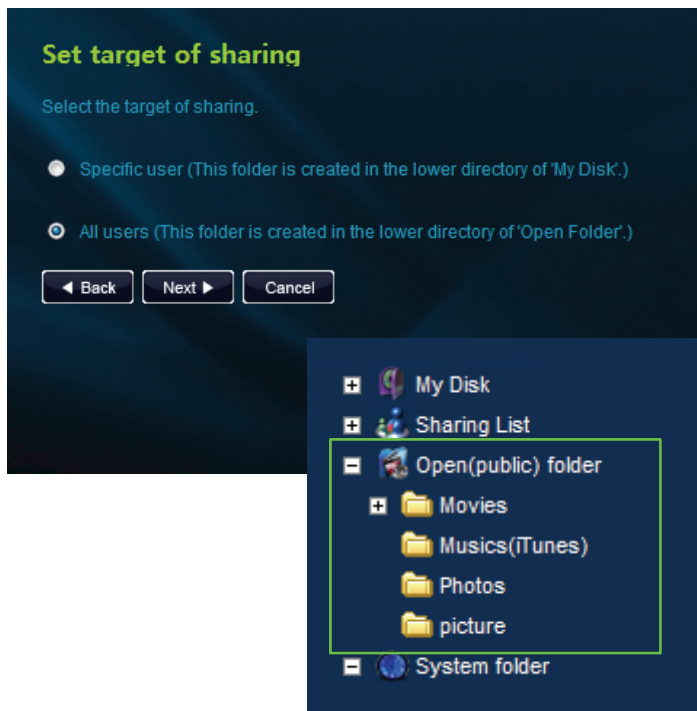 Set target of sharing
Select the target of sharing.
Specific user (This folder is created in the lower directory of 'My Disk'.)
All users (This folder is created in the lower directory of 'Open Folder'.)
Back Next Cancel
My Disk
Sharing List
Open(public) folder
Movies
Musics(iTunes)
Photos
picture
System folder